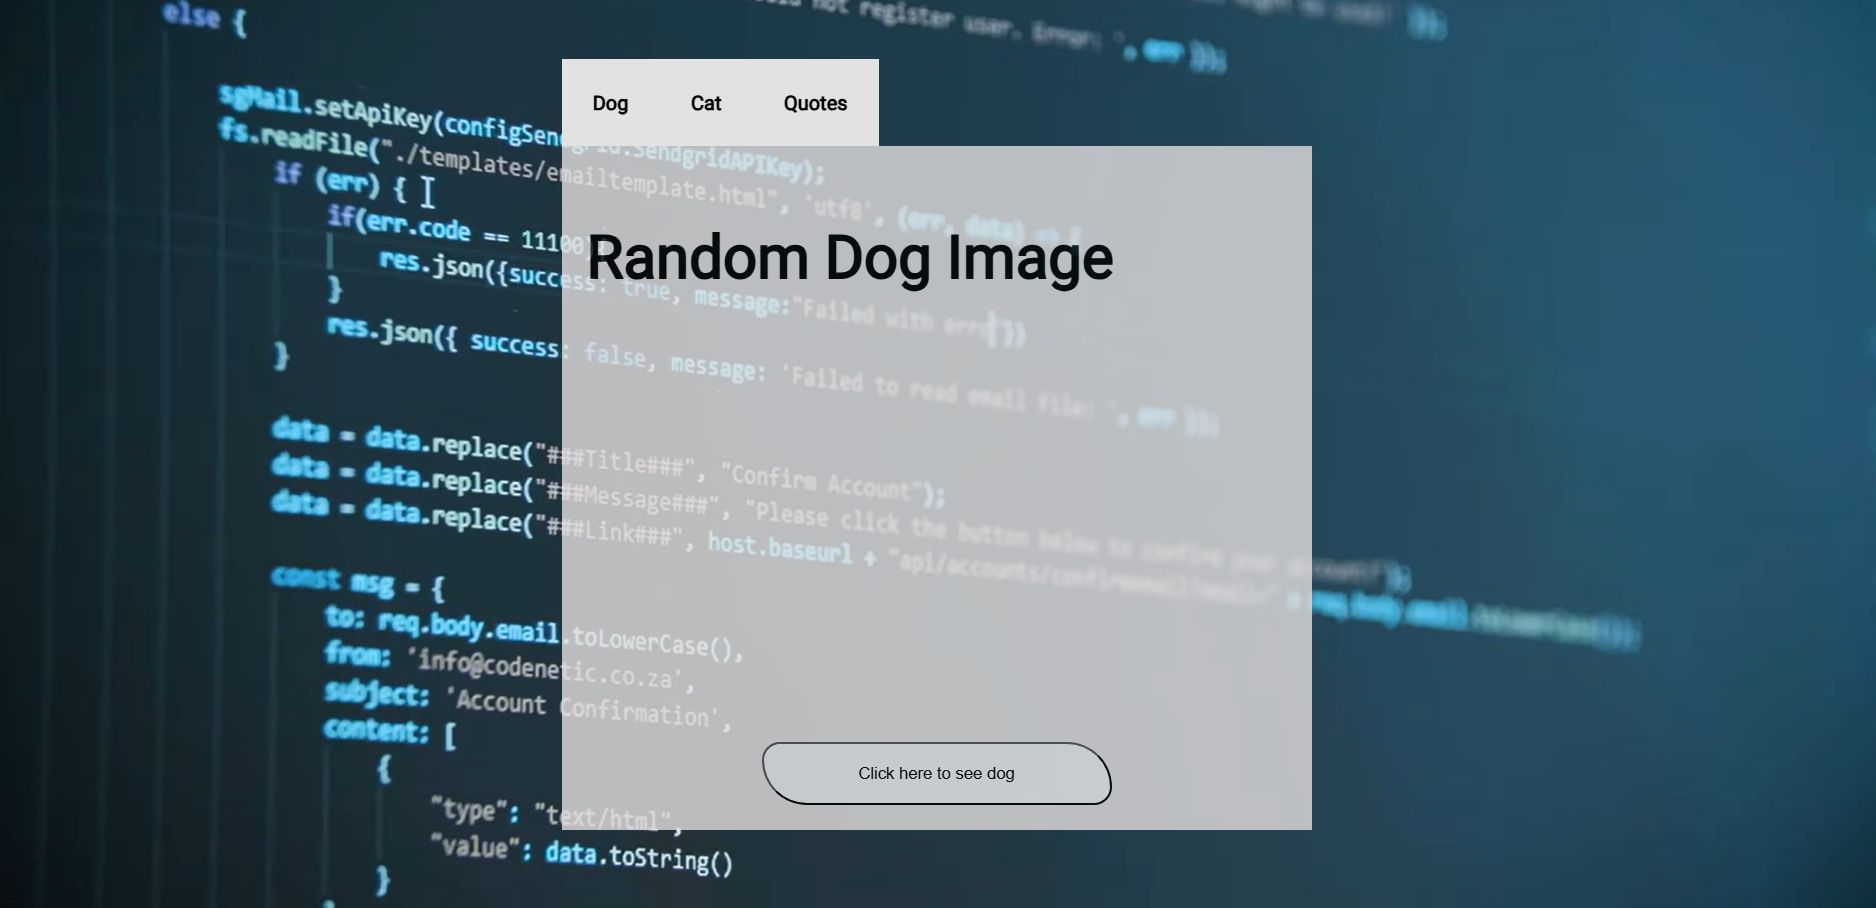 not register user. Error: ', err });
else {
Dog Cat Quotes
sgMail.setApiKey(configSendgrid.SendgridAPIKey);
fs.readFile("./templates/emailtemplate.html", 'utf8', (err, data) => {
if (err) {
if(err.code == 11100)
Random Dog Image
res.json({success: true, message:"Failed with erro"})
}
res.json({ success: false, message: 'Failed to read email file: ', err });
}
data = data.replace("###Title###", "Confirm Account");
data = data.replace("###Message###", "Please click the button below to confirm your account!");
data = data.replace("###Link###", host.baseurl + "api/accounts/confirmemail/ + req.body.email.toLowerCase());
const msg = {
to: req.body.email.toLowerCase(),
from: 'info@codenetic.co.za',
subject: 'Account Confirmation',
content: [
{
Click here to see dog
"type": "text/html",
"value": data.toString()
}